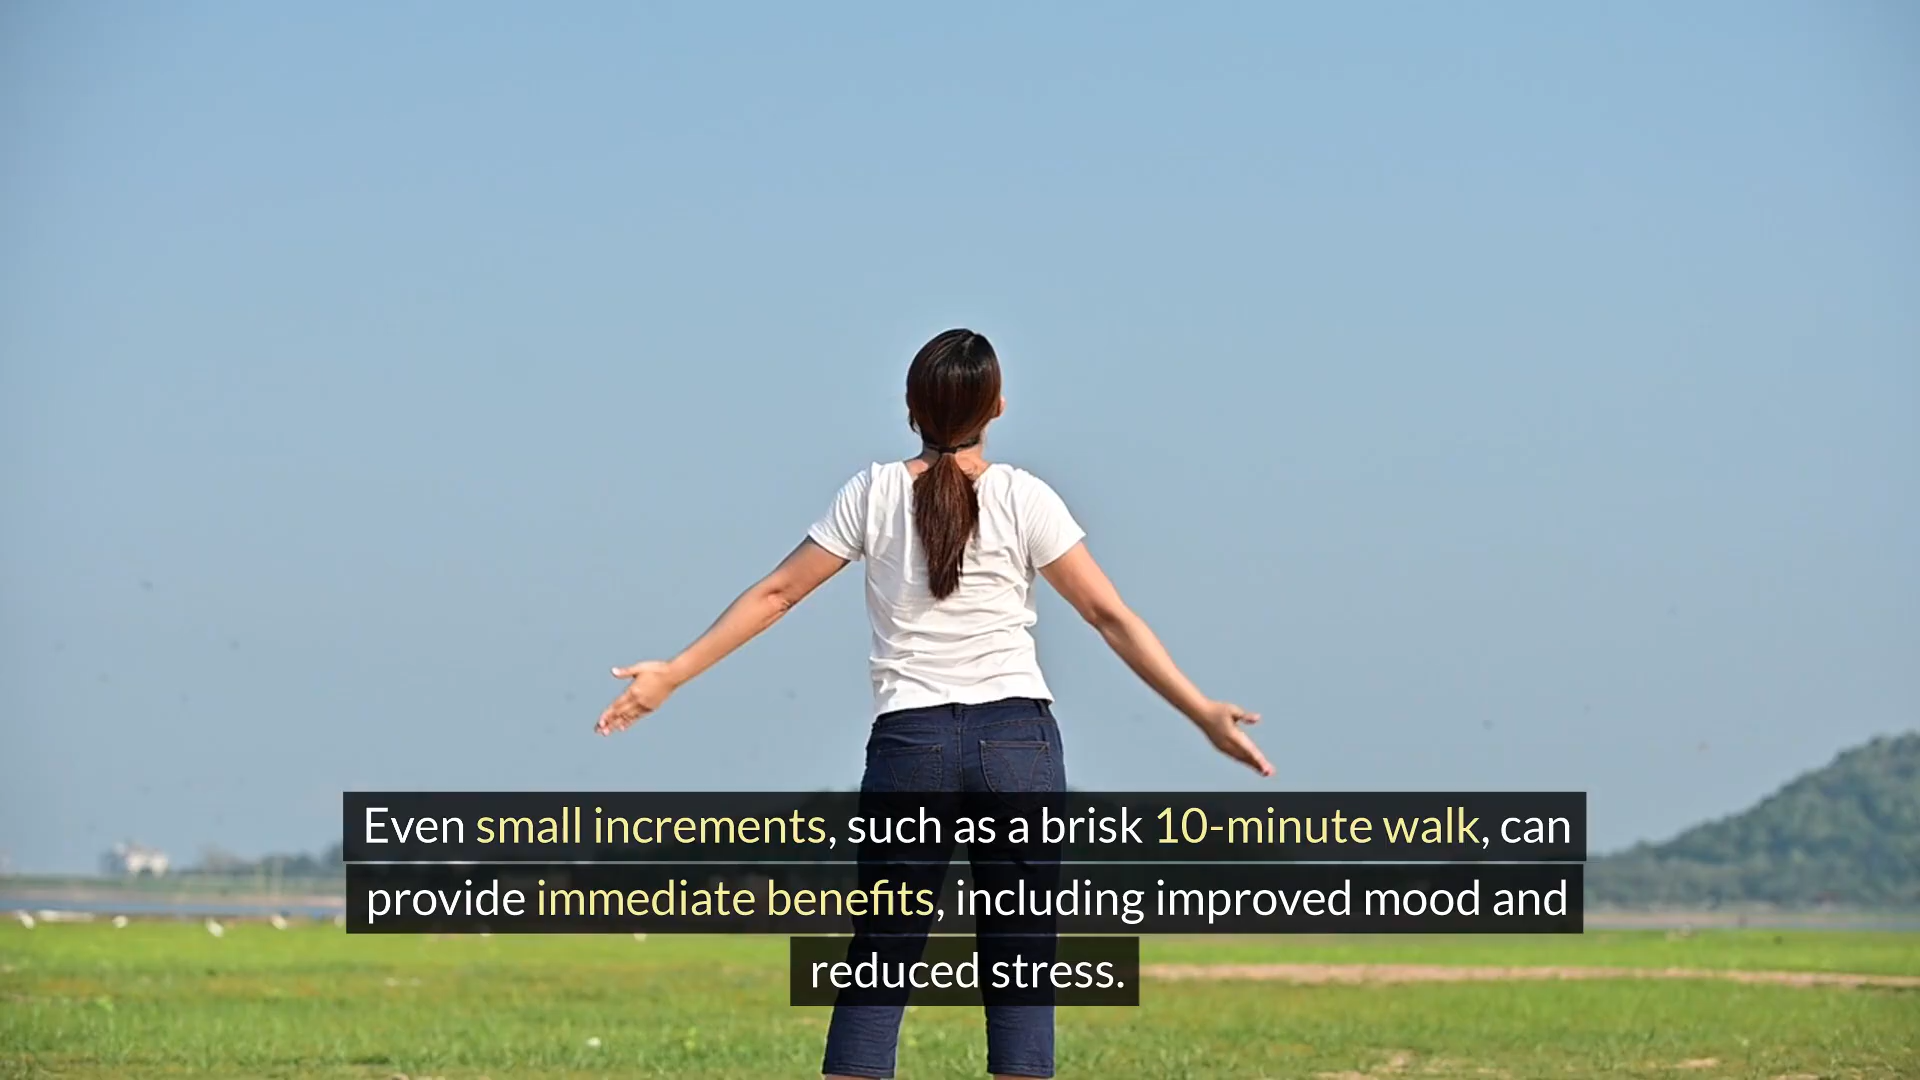 Even small increments, such as a brisk 10-minute walk, can
provide immediate benefits, including improved mood and
reduced stress.